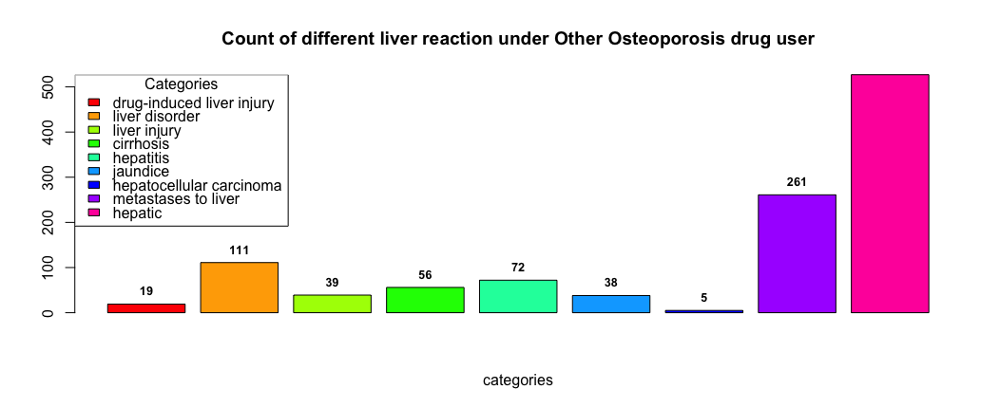 Count of different liver reaction under Other Osteoporosis drug user
500
400
300
200
100
0
Categories
drug-induced liver injury
liver disorder
liver injury
cirrhosis
hepatitis
jaundice
hepatocellular carcinoma
metastases to liver
hepatic
19
111
39
56
72
38
5
261
categories